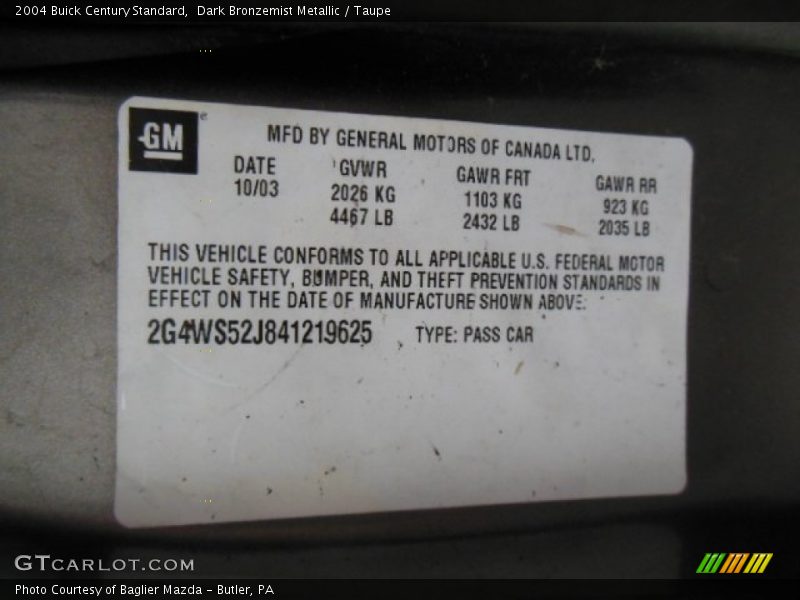 2004 Buick Century Standard,  Dark Bronzemist Metallic / Taupe
GM
MFD BY GENERAL MOTORS OF CANADA LTD.
DATE GVWR GAWR FRT GAWR RR
10/03 2026 KG 1103 KG 923 KG
4467 LB 2432 LB 2035 LB
THIS VEHICLE CONFORMS TO ALL APPLICABLE U.S. FEDERAL MOTOR
VEHICLE SAFETY, BUMPER, AND THEFT PREVENTION STANDARDS IN
EFFECT ON THE DATE OF MANUFACTURE SHOWN ABOVE:
2G4WS52J841219625 TYPE: PASS CAR
GTCARLOT.COM
Photo Courtesy of Baglier Mazda - Butler, PA